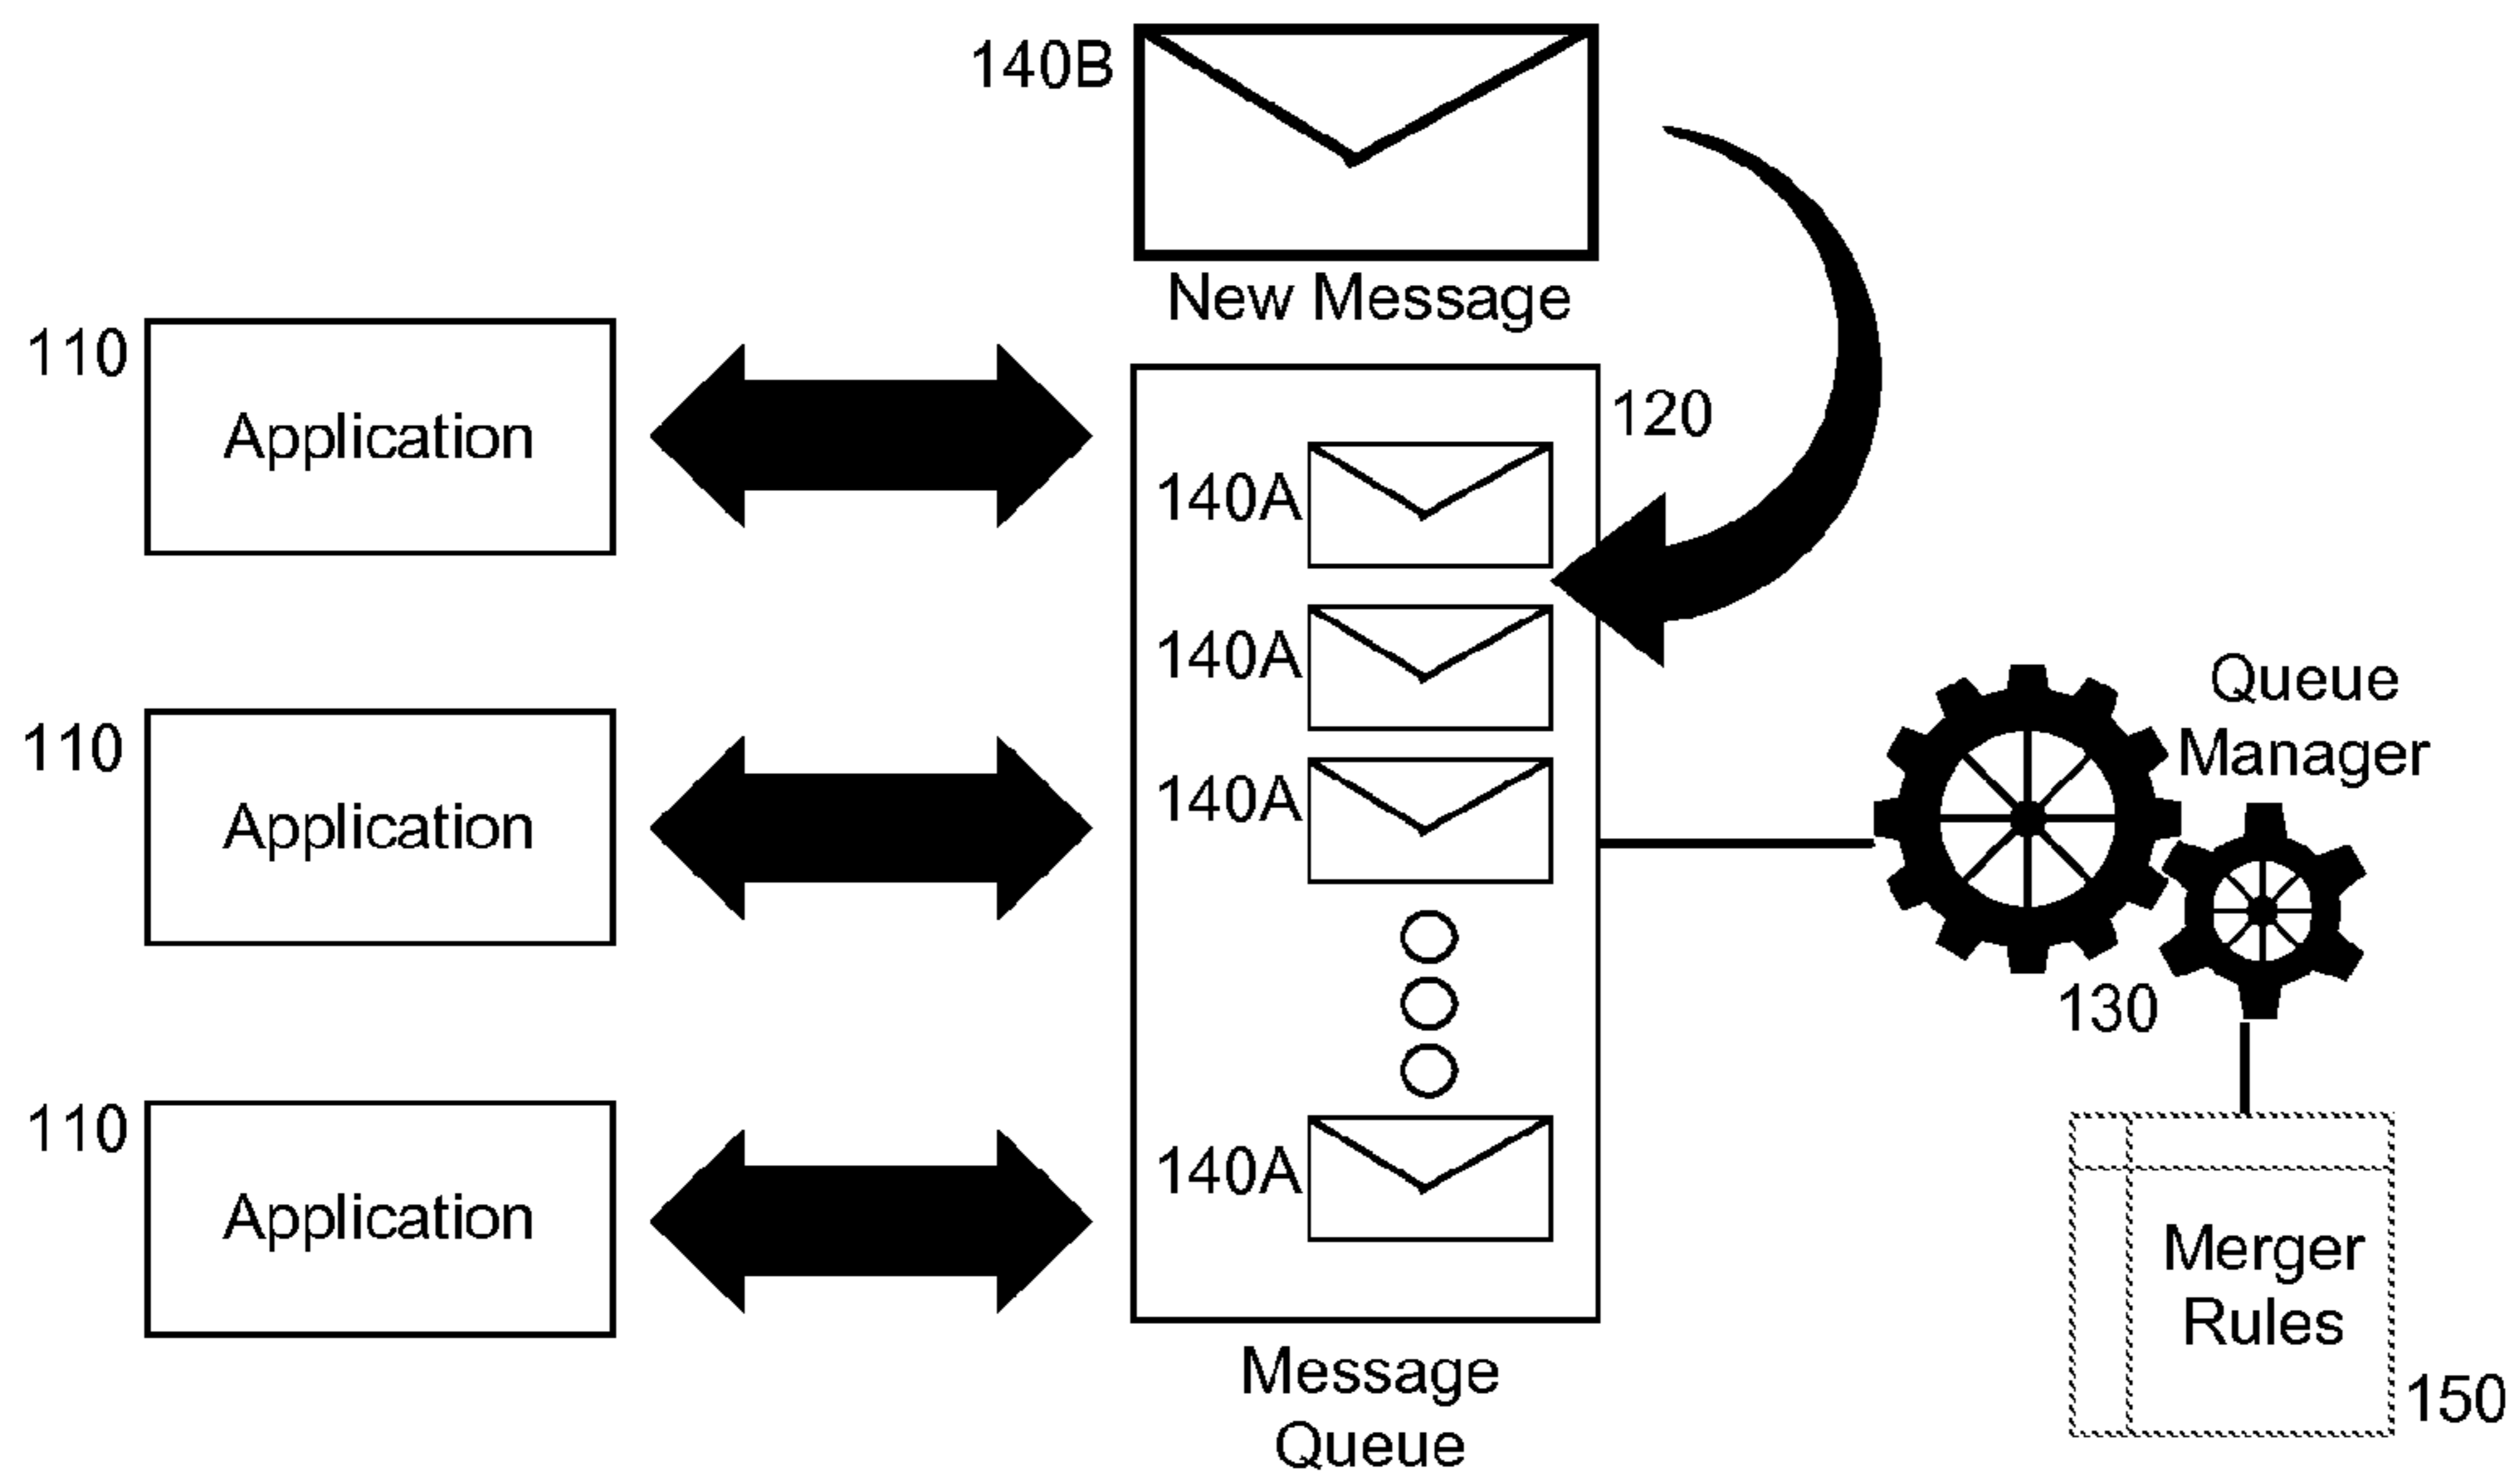 140B
New Message
110
Application
120
140A
140A
Queue
Manager
110
Application
140A
130
110
Application
140A
Merger
Rules
150
Message
Queue